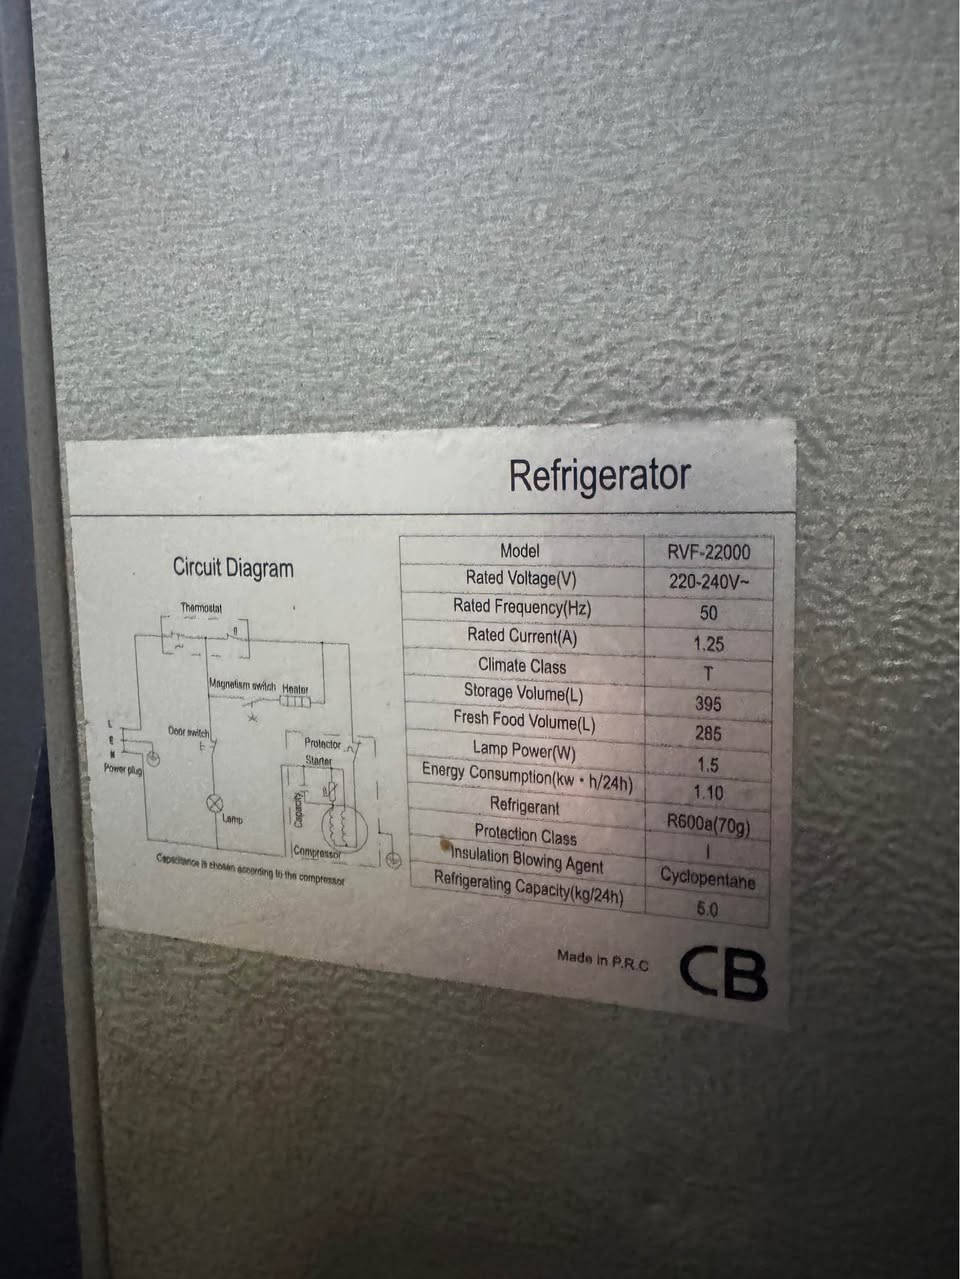 Refrigerator
Circuit Diagram
Thermostat
Magnetism switch Heater
Door switch
L
E
N
Power plug
Lamp
Protector
Starter
Capacity
Compressor
Capacitance is chosen according to the compressor
Model RVF-22000
Rated Voltage(V) 220-240V~
Rated Frequency(Hz) 50
Rated Current(A) 1.25
Climate Class T
Storage Volume(L) 395
Fresh Food Volume(L) 285
Lamp Power(W) 1.5
Energy Consumption(kw • h/24h) 1.10
Refrigerant R600a(70g)
Protection Class I
Insulation Blowing Agent Cyclopentane
Refrigerating Capacity(kg/24h) 5.0
Made in P.R.C
CB